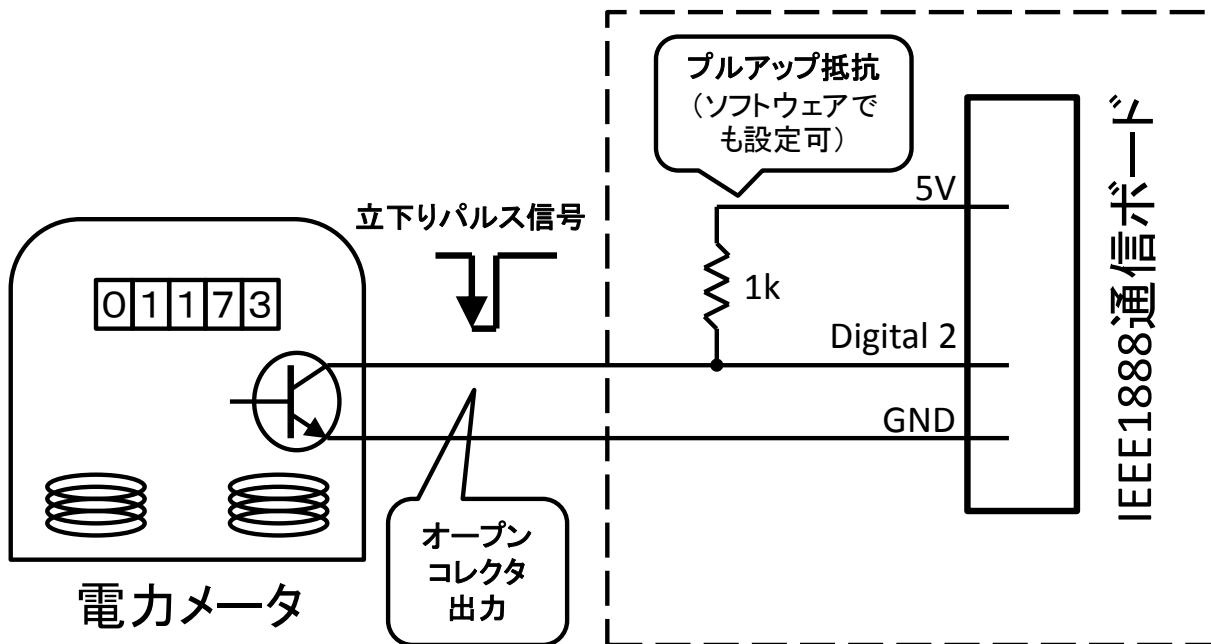 プルアップ抵抗
（ソフトウェアで
も設定可）
5V
立下りパルス信号
1k
01173
Digital 2
GND
IEEE1888通信ボード
オープン
コレクタ
出力
電力メータ